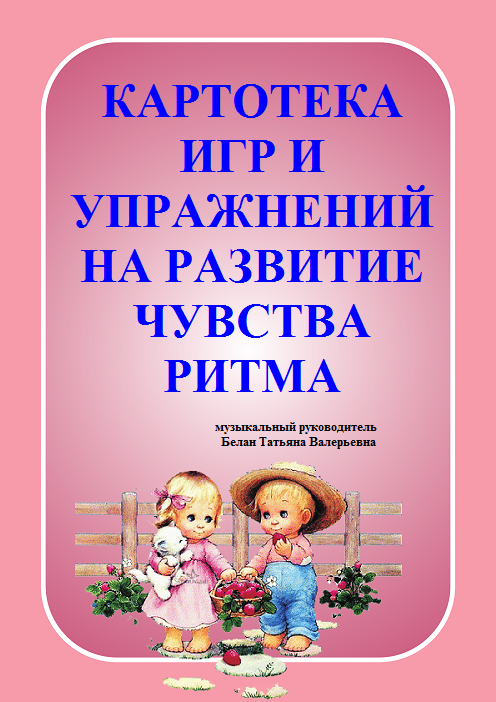 КАРТОТЕКА
ИГР И
УПРАЖНЕНИЙ
НА РАЗВИТИЕ
ЧУВСТВА
РИТМА
музыкальный руководитель
Белан Татьяна Валерьевна